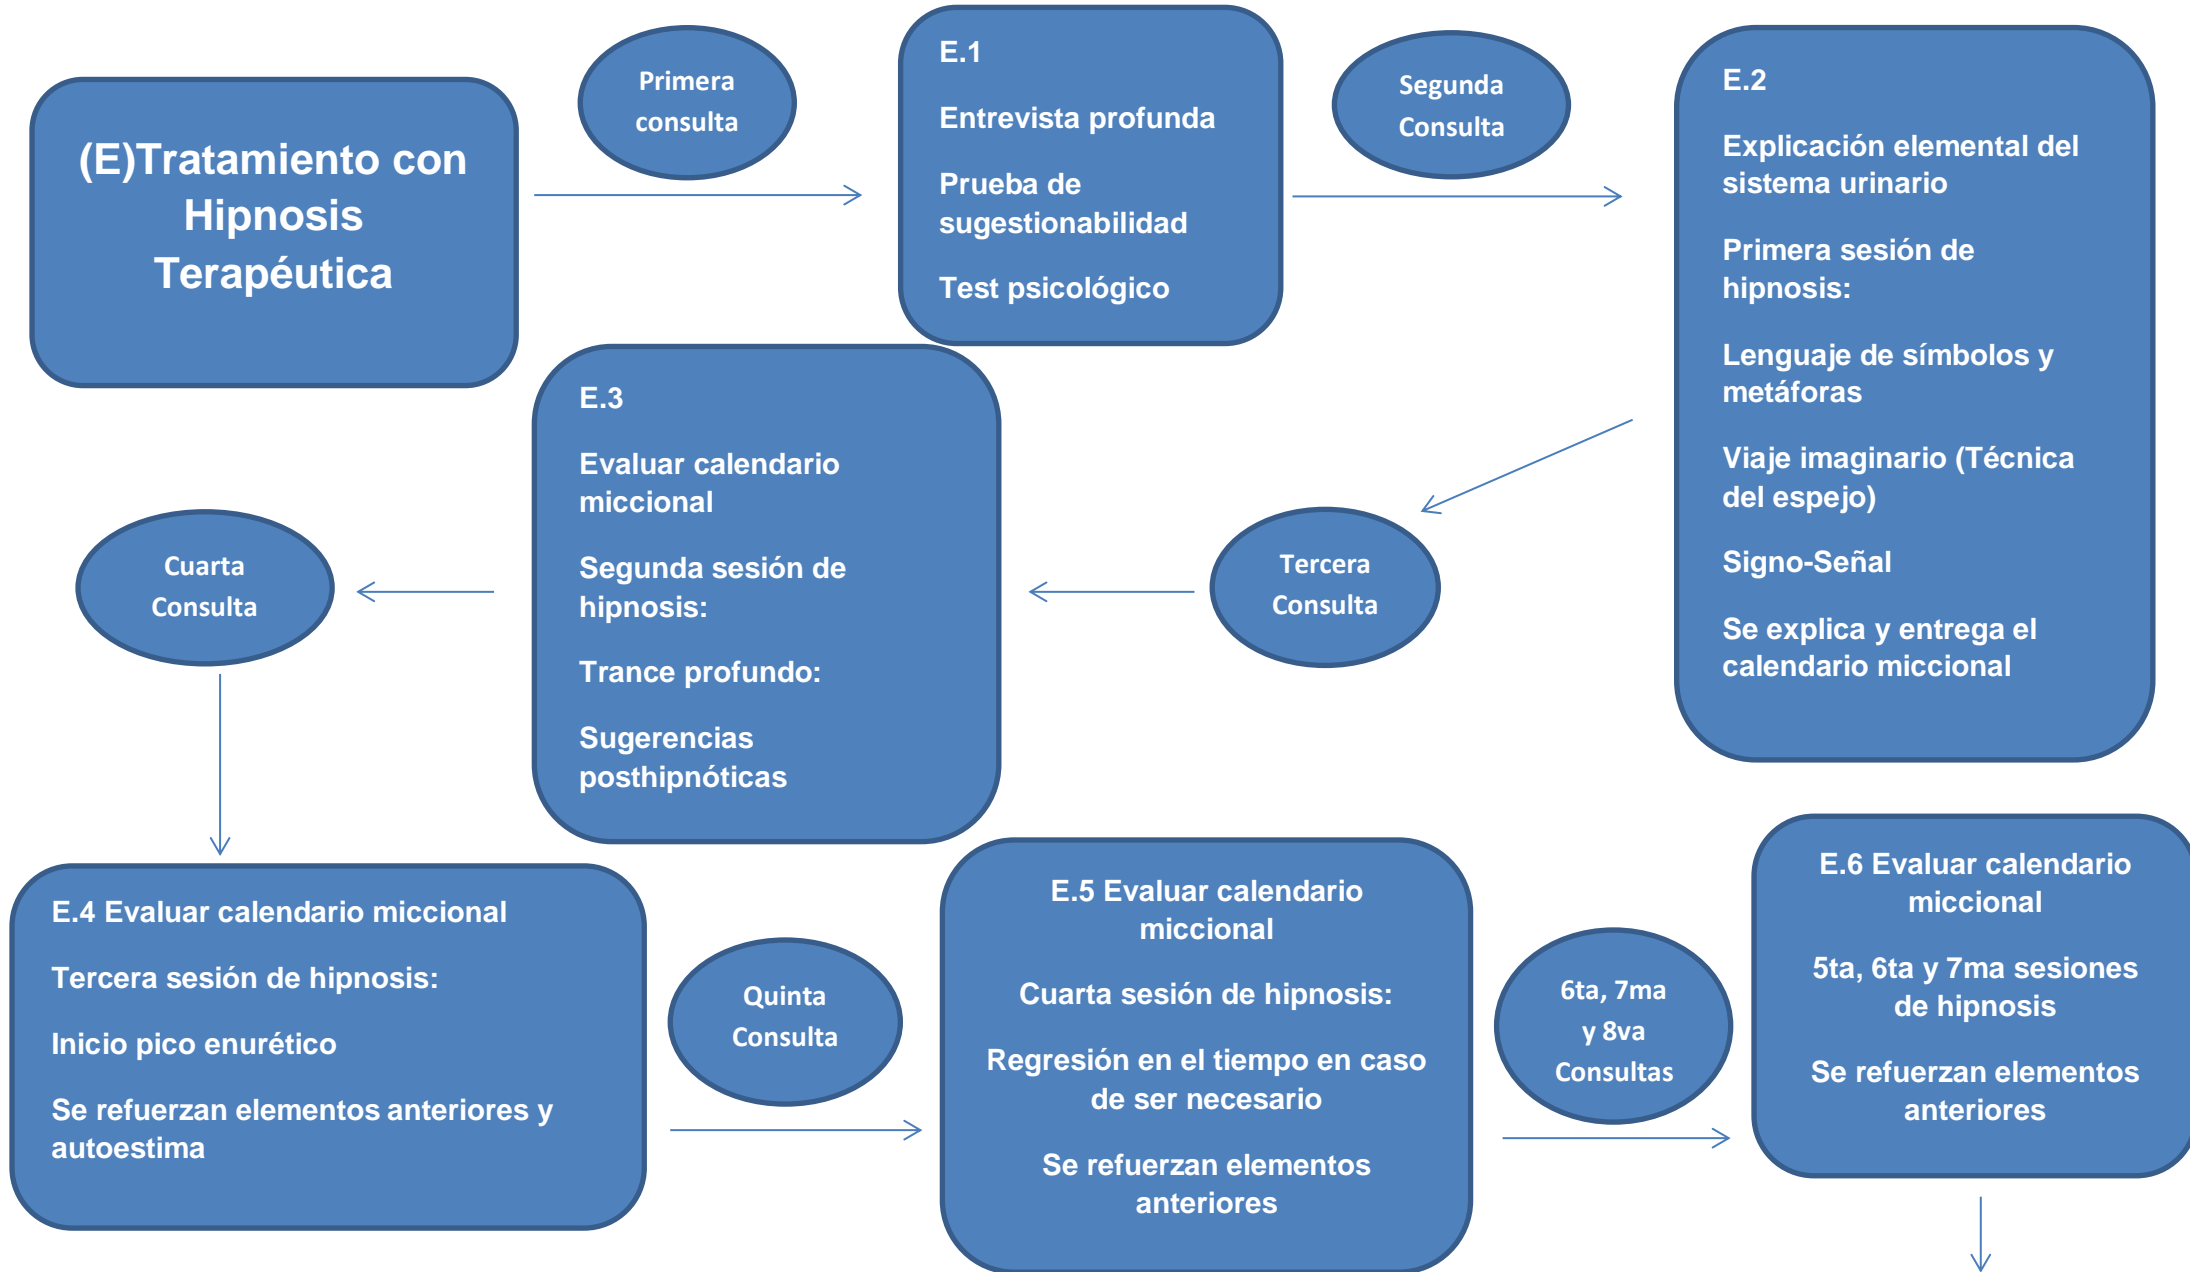 (E)Tratamiento con
Hipnosis
Terapéutica
Primera
consulta
E.1
Entrevista profunda
Prueba de
sugestionabilidad
Test psicológico
Segunda
Consulta
E.2
Explicación elemental del
sistema urinario
Primera sesión de
hipnosis:
Lenguaje de símbolos y
metáforas
Viaje imaginario (Técnica
del espejo)
Signo-Señal
Se explica y entrega el
calendario miccional
Tercera
Consulta
E.3
Evaluar calendario
miccional
Segunda sesión de
hipnosis:
Trance profundo:
Sugerencias
posthipnóticas
Cuarta
Consulta
E.4 Evaluar calendario miccional
Tercera sesión de hipnosis:
Inicio pico enurético
Se refuerzan elementos anteriores y
autoestima
Quinta
Consulta
E.5 Evaluar calendario
miccional
Cuarta sesión de hipnosis:
Regresión en el tiempo en caso
de ser necesario
Se refuerzan elementos
anteriores
6ta, 7ma
y 8va
Consultas
E.6 Evaluar calendario
miccional
5ta, 6ta y 7ma sesiones
de hipnosis
Se refuerzan elementos
anteriores